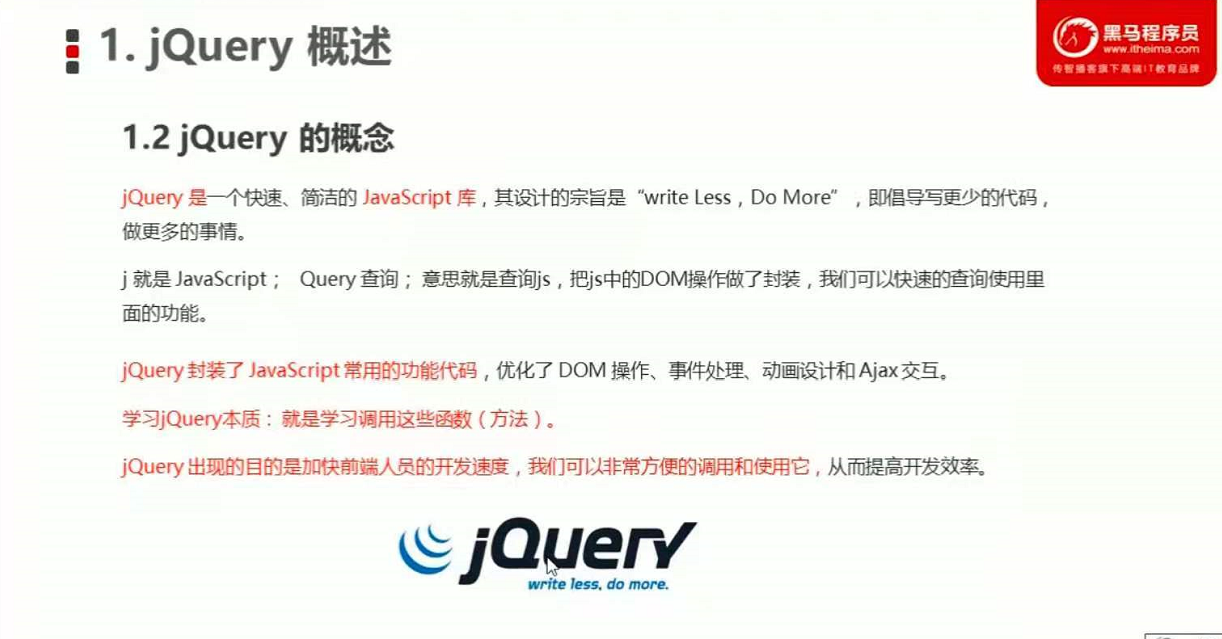 1. jQuery 概述
黑马程序员
www.itheima.com
传智播客旗下高端IT教育品牌
1.2 jQuery 的概念
jQuery 是一个快速、简洁的 JavaScript 库，其设计的宗旨是“write Less，Do More”，即倡导写更少的代码，
做更多的事情。
j 就是 JavaScript； Query 查询； 意思就是查询js，把js中的DOM操作做了封装，我们可以快速的查询使用里
面的功能。
jQuery 封装了 JavaScript 常用的功能代码，优化了 DOM 操作、事件处理、动画设计和 Ajax 交互。
学习jQuery本质： 就是学习调用这些函数（方法）。
jQuery 出现的目的是加快前端人员的开发速度，我们可以非常方便的调用和使用它，从而提高开发效率。
jQuery
write less, do more.